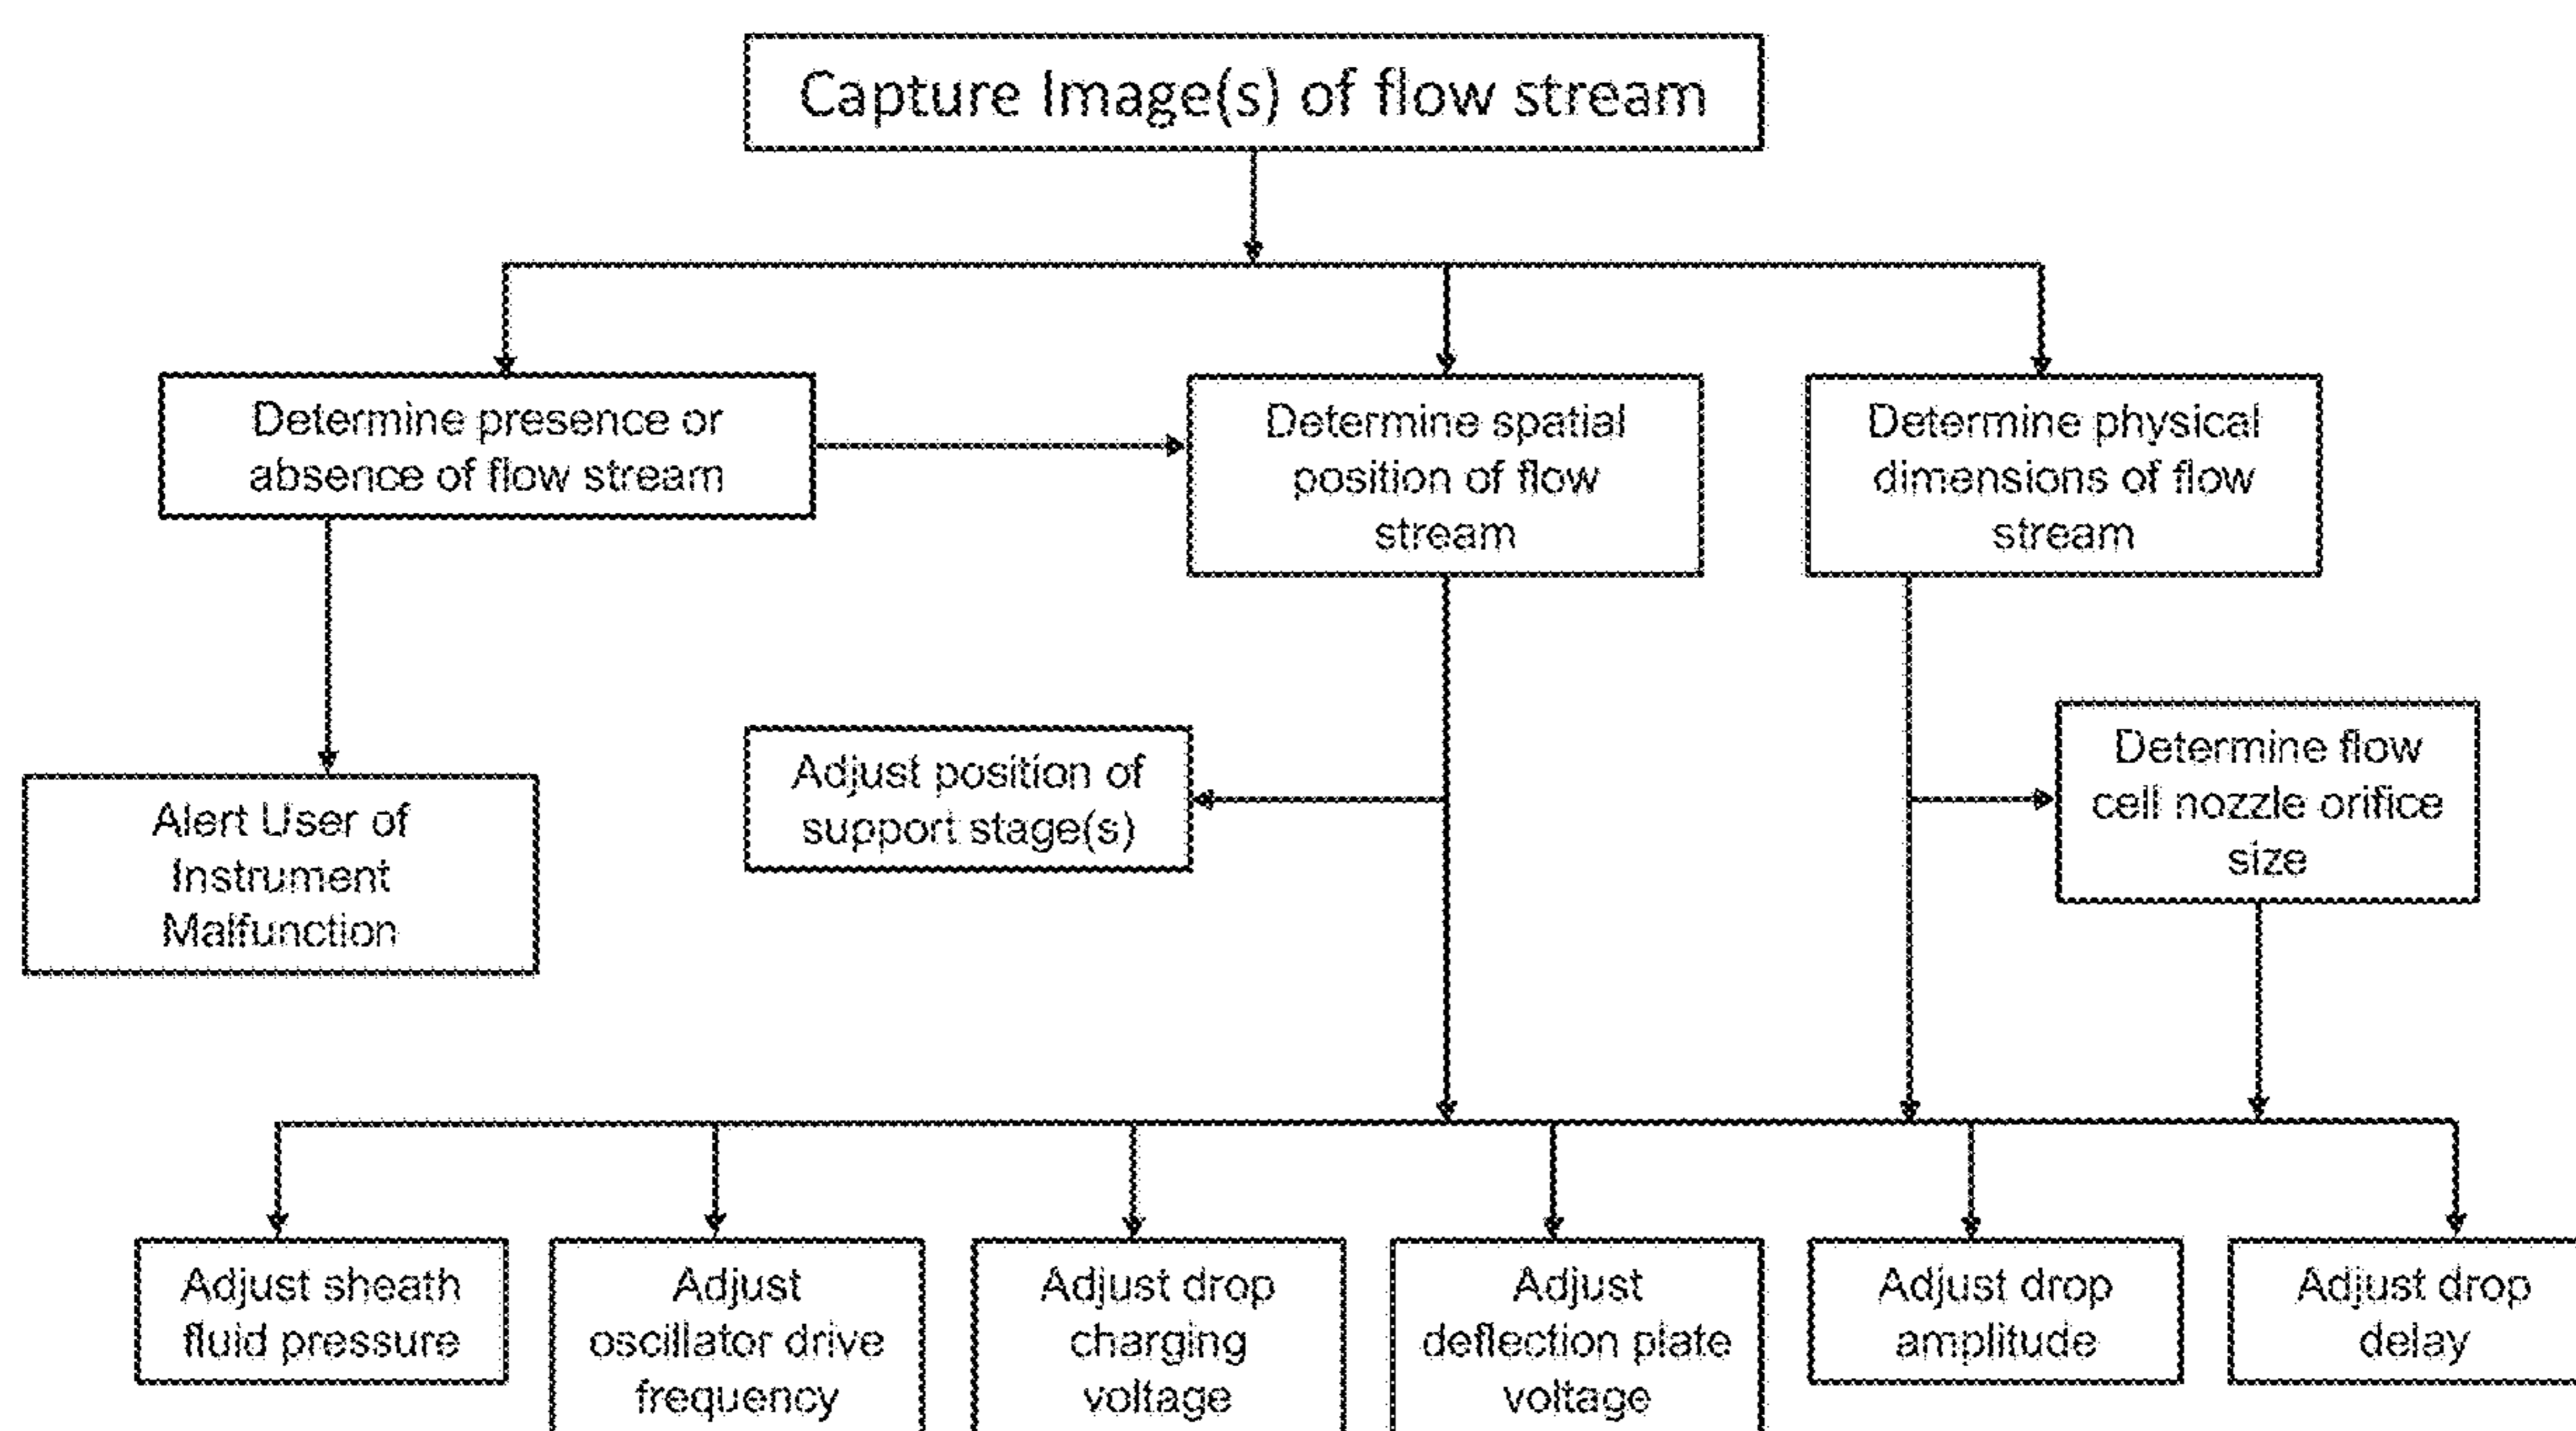 Capture Image(s) of flow stream
Determine presence or
absence of flow stream
Determine spatial
position of flow
stream
Determine physical
dimensions of flow
stream
Alert User of
Instrument
Malfunction
Adjust position of
support stage(s)
Determine flow
cell nozzle orifice
size
Adjust sheath
fluid pressure
Adjust
oscillator drive
frequency
Adjust drop
charging
voltage
Adjust
deflection plate
voltage
Adjust drop
amplitude
Adjust drop
delay